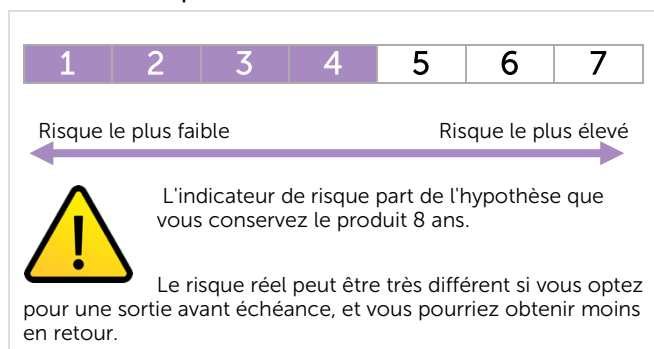 1 2 3 4 5 6 7
Risque le plus faible Risque le plus élevé
L'indicateur de risque part de l'hypothèse que
vous conservez le produit 8 ans.
Le risque réel peut être très différent si vous optez
pour une sortie avant échéance, et vous pourriez obtenir moins
en retour.